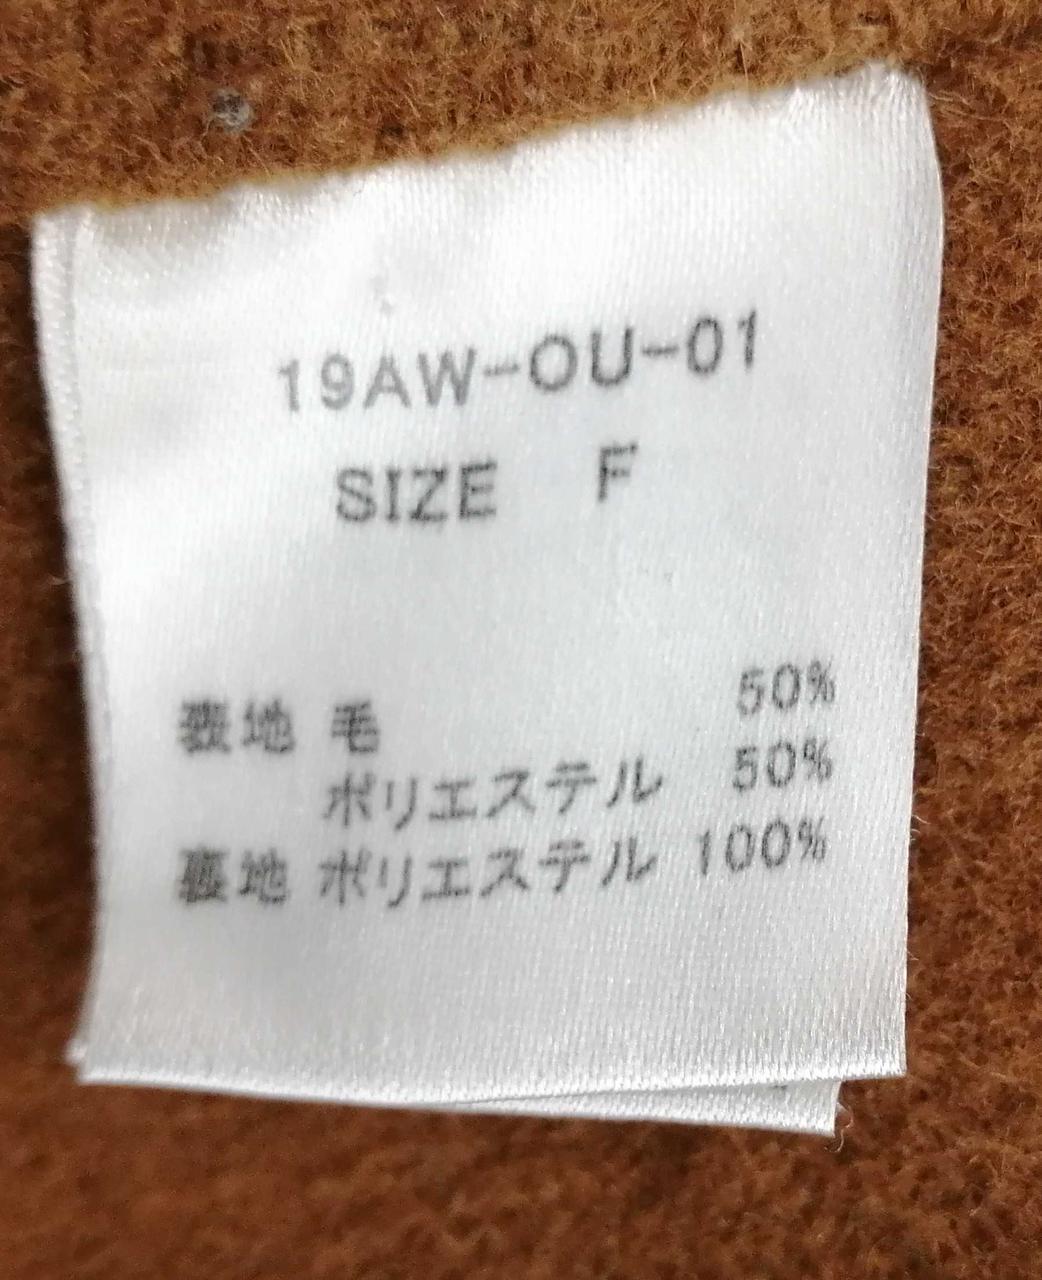 19AW-OU-01
SIZE F
表地 毛 50%
ポリエステル 50%
裏地 ポリエステル 100%